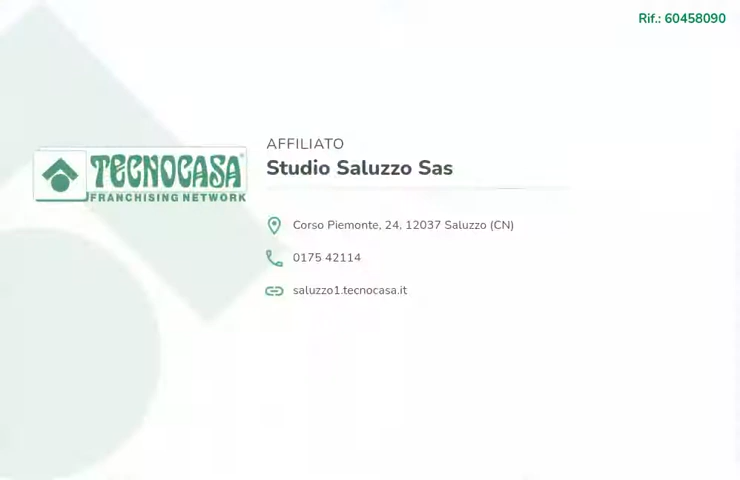 Rif.: 60458090
AFFILIATO
Studio Saluzzo Sas
TECNOCASA
FRANCHISING NETWORK
Corso Piemonte, 24, 12037 Saluzzo (CN)
0175 42114
saluzzo1.tecnocasa.it